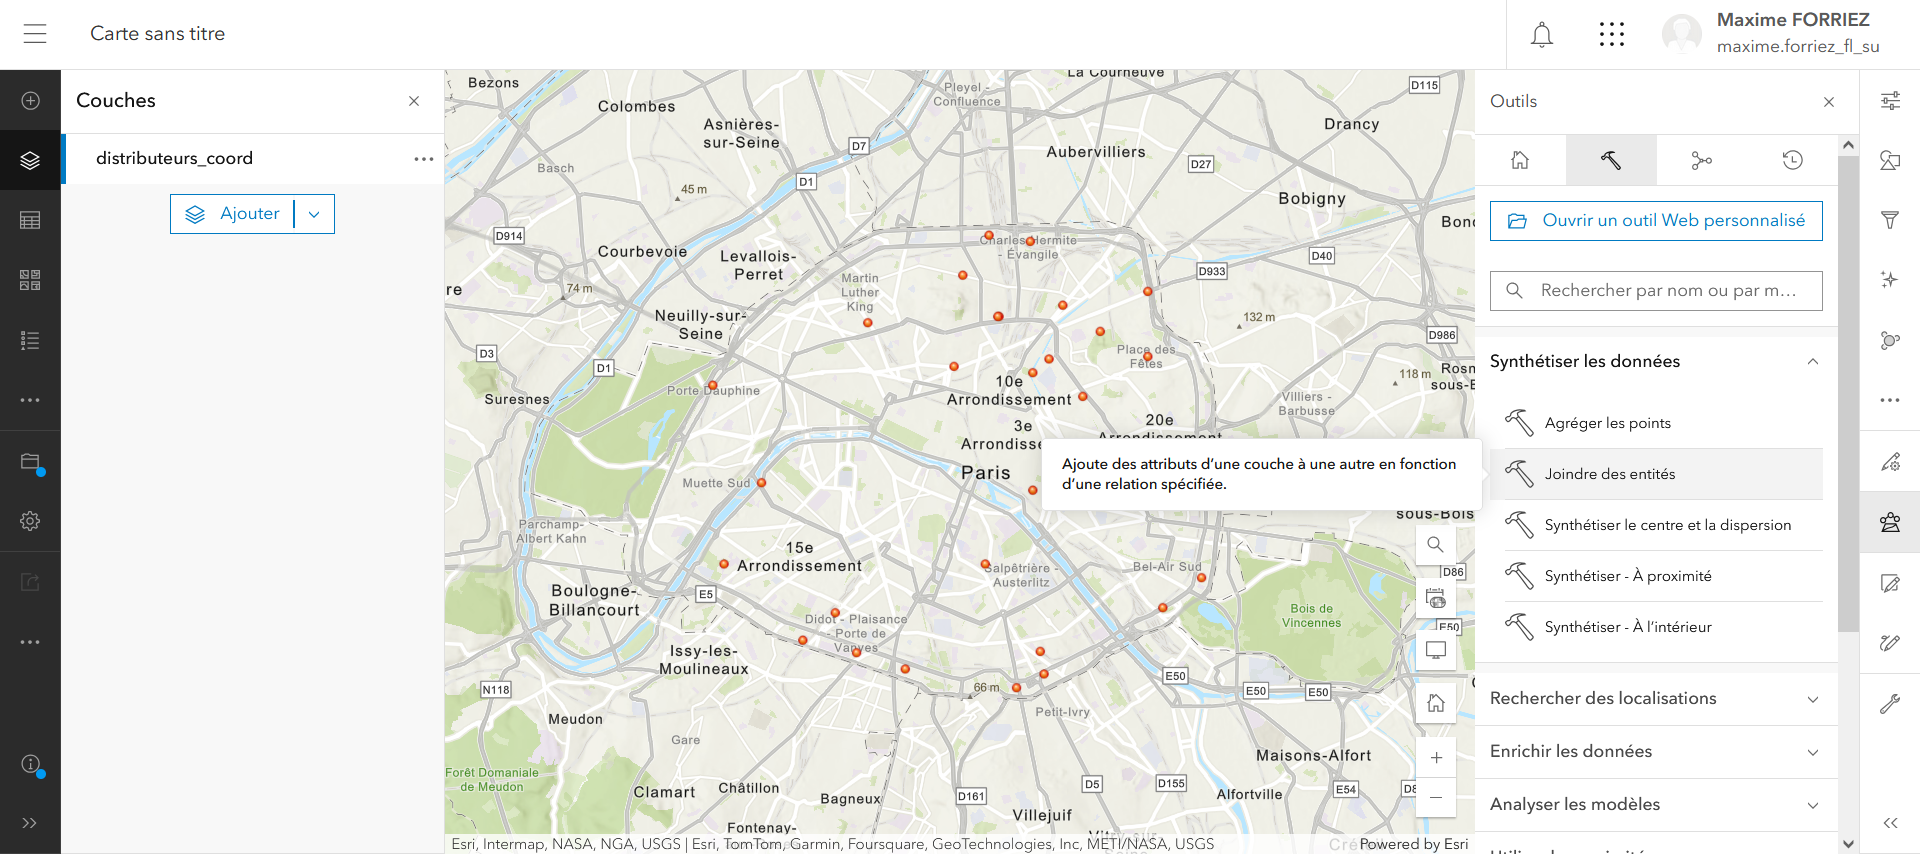 Carte sans titre
Maxime FORRIEZ
maxime.forriez_fl_su
Couches
distributeurs_coord
Ajouter
Outils
Ouvrir un outil Web personnalisé
Rechercher par nom ou par m...
Synthétiser les données
Agréger les points
Joindre des entités
Synthétiser le centre et la dispersion
Synthétiser - À proximité
Synthétiser - À l'intérieur
Rechercher des localisations
Enrichir les données
Analyser les modèles
Ajoute des attributs d'une couche à une autre en fonction
d'une relation spécifiée.
Bezons
Colombes
Asnières-
sur-Seine
Pleyel -
Confluence
La Courneuve
D115
Drancy
D7
Aubervilliers
D27
Basch
D1
45 m
Bobigny
D914
Courbevoie
Levallois-
Perret
Charles Hermite
- Évangile
Bon
D40
D933
Martin
Luther
King
74 m
re
Neuilly-sur-
Seine
132 m
D986
D3
D1
Place des
Fêtes
Porte Dauphine
10e
Arrondissement
118 m
Rosn
sous-B
Suresnes
Villiers -
Barbusse
3e
Arrondisse
20e
Arrondissement
Paris
Muette Sud
sous-Bois
Parchamp-
Albert Kahn
15e
Arrondissement
Salpêtrière -
Austerlitz
Bel-Air Sud
D86
Boulogne-
Billancourt
E5
Bois de
Vincennes
Didot - Plaisance
- Porte de
Vanves
E50
Issy-les-
Moulineaux
N118
66 m
E50
E50
E50
Meudon
Petit-Ivry
Gare
Maisons-Alfort
Forêt Domaniale
de Meudon
Clamart
Châtillon
Bagneux
D161
D5
D155
Alfortville
E54
D8
Villejuif
Fontenay-
Esri, Intermap, NASA, NGA, USGS | Esri, TomTom, Garmin, Foursquare, GeoTechnologies, Inc, METI/NASA, USGS
Powered by Esri